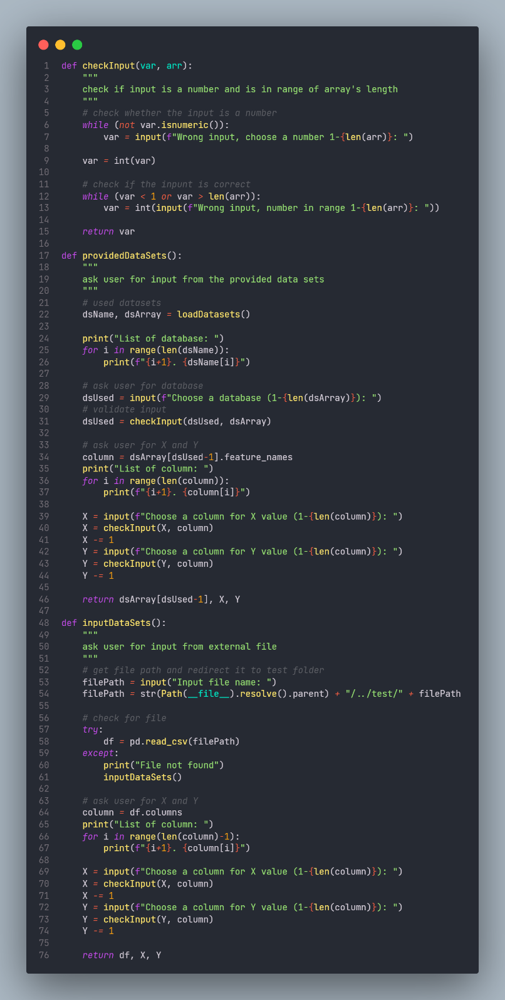 1 def checkInput(var, arr):
2     """
3     check if input is a number and is in range of array's length
4     """
5     # check whether the input is a number
6     while (not var.isnumeric()):
7         var = input(f"Wrong input, choose a number 1-{len(arr)}: ")
8
9     var = int(var)
10
11     # check if the inpunt is correct
12     while (var < 1 or var > len(arr)):
13         var = int(input(f"Wrong input, number in range 1-{len(arr)}: "))
14
15     return var
16
17 def providedDataSets():
18     """
19     ask user for input from the provided data sets
20     """
21     # used datasets
22     dsName, dsArray = loadDatasets()
23
24     print("List of database: ")
25     for i in range(len(dsName)):
26         print(f"{i+1}. {dsName[i]}")
27
28     # ask user for database
29     dsUsed = input(f"Choose a database (1-{len(dsArray)}): ")
30     # validate input
31     dsUsed = checkInput(dsUsed, dsArray)
32
33     # ask user for X and Y
34     column = dsArray[dsUsed-1].feature_names
35     print("List of column: ")
36     for i in range(len(column)):
37         print(f"{i+1}. {column[i]}")
38
39     X = input(f"Choose a column for X value (1-{len(column)}): ")
40     X = checkInput(X, column)
41     X -= 1
42     Y = input(f"Choose a column for Y value (1-{len(column)}): ")
43     Y = checkInput(Y, column)
44     Y -= 1
45
46     return dsArray[dsUsed-1], X, Y
47
48 def inputDataSets():
49     """
50     ask user for input from external file
51     """
52     # get file path and redirect it to test folder
53     filePath = input("Input file name: ")
54     filePath = str(Path(__file__).resolve().parent) + "/../test/" + filePath
55
56     # check for file
57     try:
58         df = pd.read_csv(filePath)
59     except:
60         print("File not found")
61         inputDataSets()
62
63     # ask user for X and Y
64     column = df.columns
65     print("List of column: ")
66     for i in range(len(column)-1):
67         print(f"{i+1}. {column[i]}")
68
69     X = input(f"Choose a column for X value (1-{len(column)}): ")
70     X = checkInput(X, column)
71     X -= 1
72     Y = input(f"Choose a column for Y value (1-{len(column)}): ")
73     Y = checkInput(Y, column)
74     Y -= 1
75
76     return df, X, Y